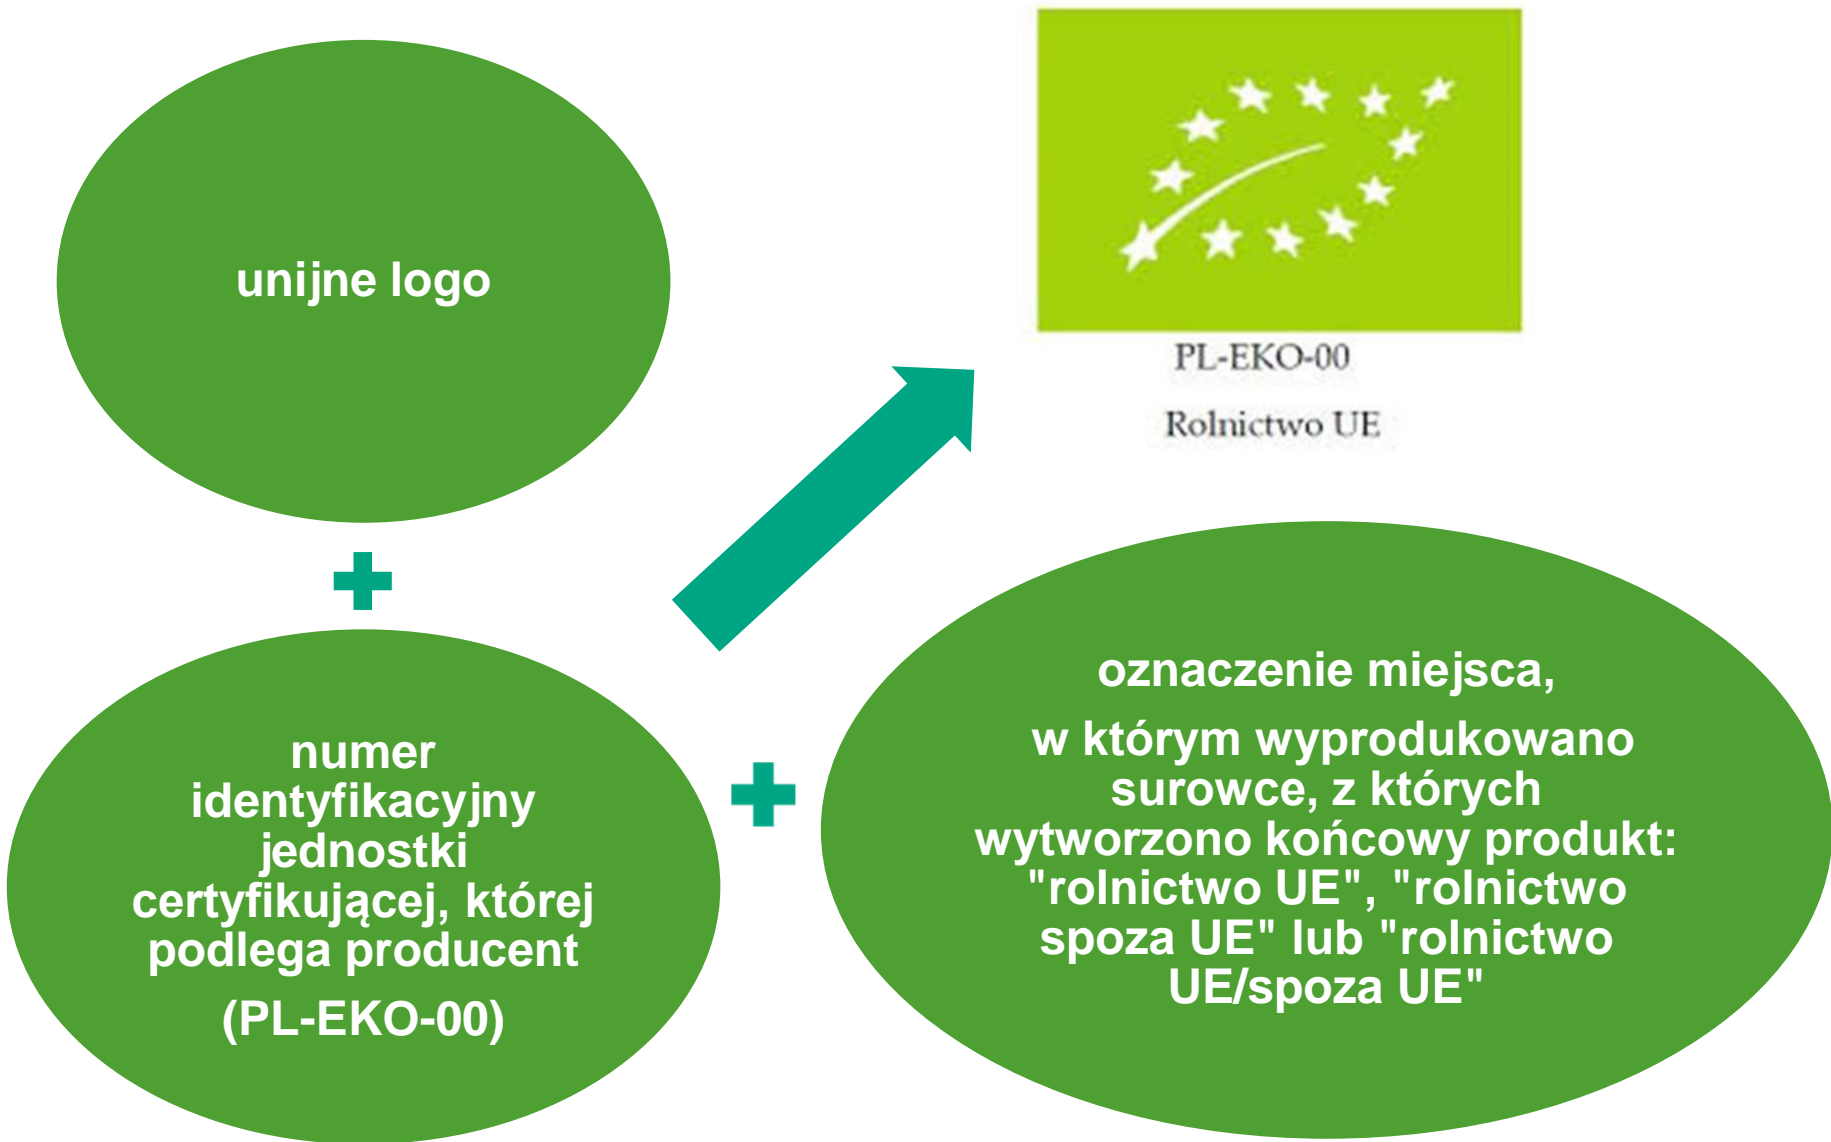 unijne logo
PL-EKO-00
Rolnictwo UE
numer
identyfikacyjny
jednostki
certyfikującej, której
podlega producent
(PL-EKO-00)
oznaczenie miejsca,
w którym wyprodukowano
surowce, z których
wytworzono końcowy produkt:
"rolnictwo UE", "rolnictwo
spoza UE" lub "rolnictwo
UE/spoza UE"